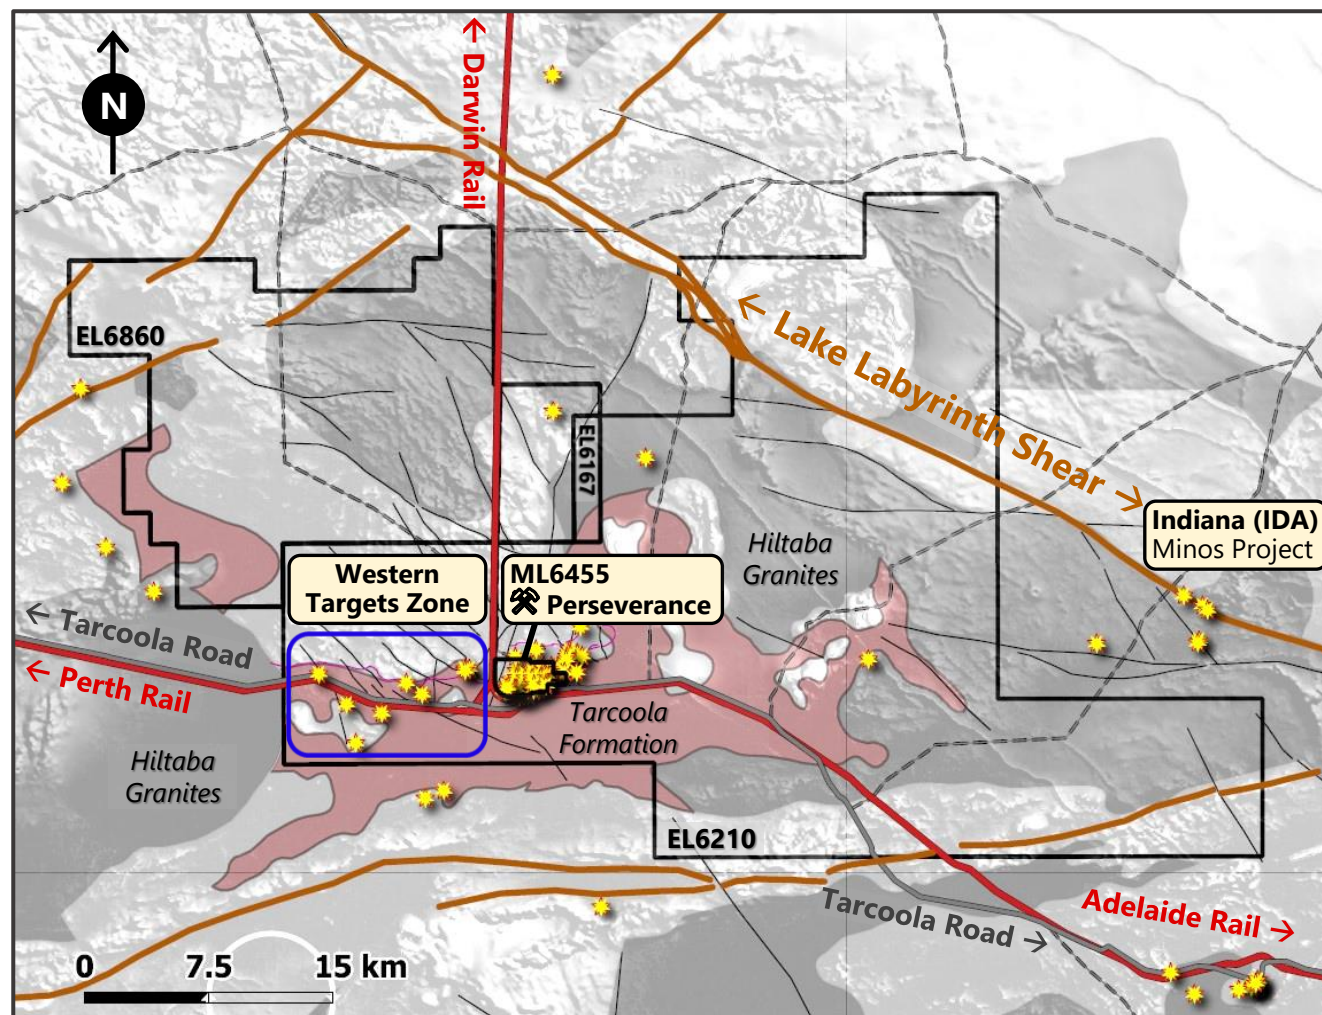 ← Darwin Rail
N
EL6860
← Lake Labyrinth Shear →
EL6167
Indiana (IDA)
Minos Project
Hiltaba
Granites
Western
Targets Zone
ML6455
Perseverance
← Tarcoola Road
← Perth Rail
Tarcoola
Formation
Hiltaba
Granites
EL6210
Tarcoola Road →
Adelaide Rail →
0 7.5 15 km